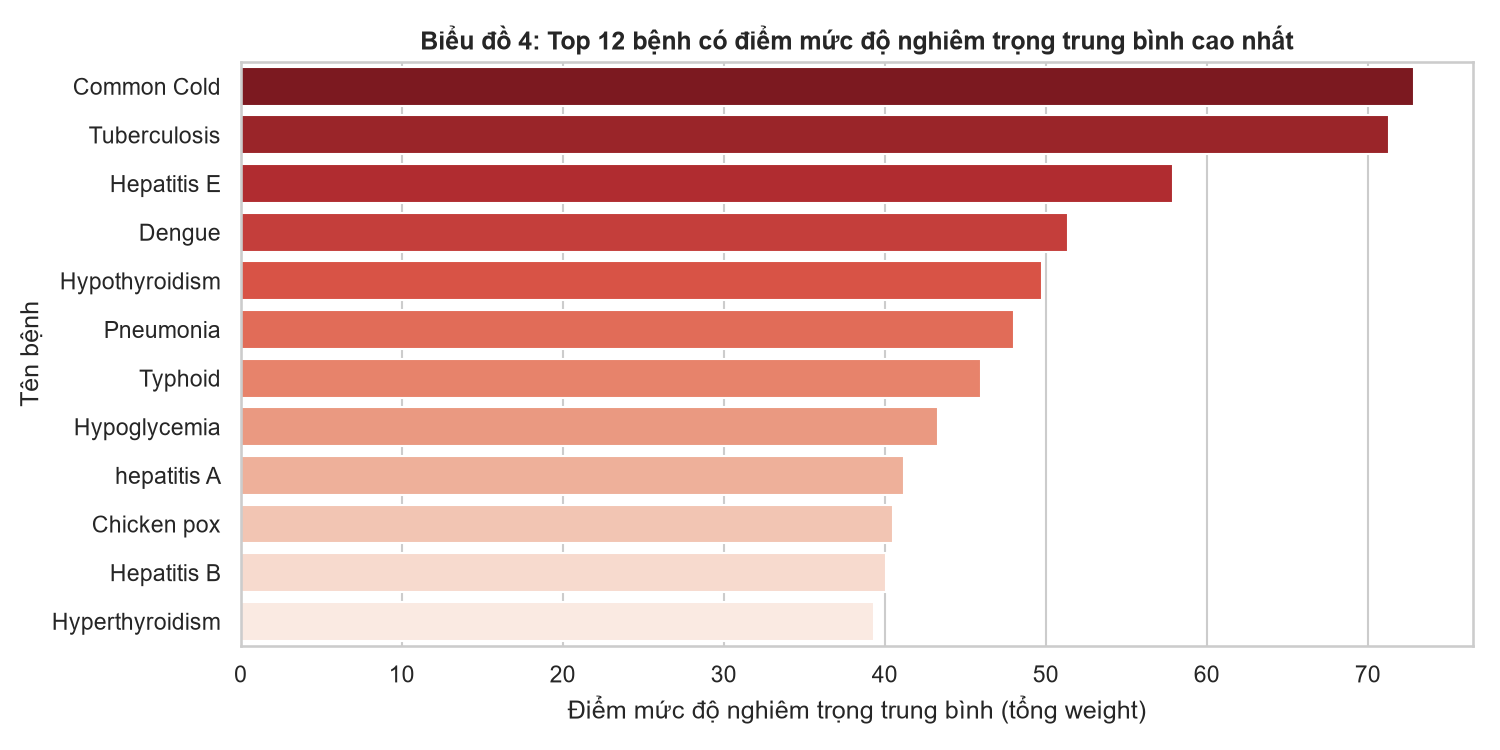 Biểu đồ 4: Top 12 bệnh có điểm mức độ nghiêm trọng trung bình cao nhất
Tên bệnh
Common Cold
Tuberculosis
Hepatitis E
Dengue
Hypothyroidism
Pneumonia
Typhoid
Hypoglycemia
hepatitis A
Chicken pox
Hepatitis B
Hyperthyroidism
0 10 20 30 40 50 60 70
Điểm mức độ nghiêm trọng trung bình (tổng weight)